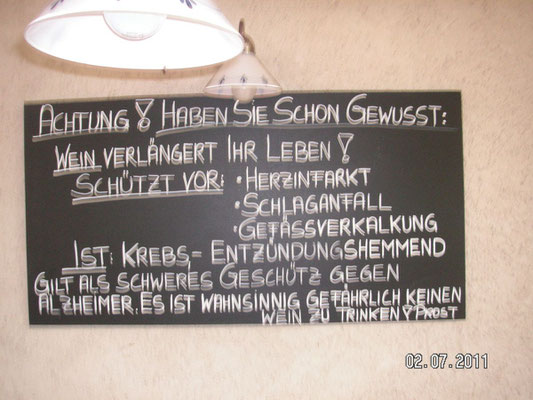 ACHTUNG! HABEN SIE SCHON GEWUSST:
WEIN VERLÄNGERT IHR LEBEN!
SCHÜTZT VOR: • HERZINFARKT
• SCHLAGANFALL
• GEFÄSSVERKALKUNG
IST: KREBS- ENTZÜNDUNGSHEMMEND
GILT ALS SCHWERES GESCHÜTZ GEGEN
ALZHEIMER. ES IST WAHNSINNIG GEFÄHRLICH KEINEN
WEIN ZU TRINKEN! PROST
02.07.2011